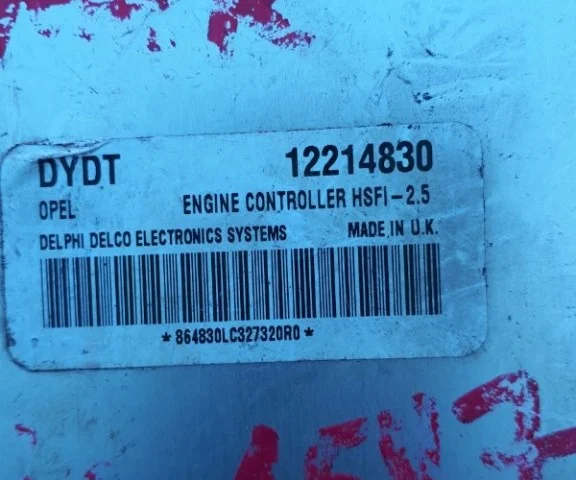 DYDT 12214830
OPEL ENGINE CONTROLLER HSFI-2.5
DELPHI DELCO ELECTRONICS SYSTEMS MADE IN U.K.
*864830LC327320R0*